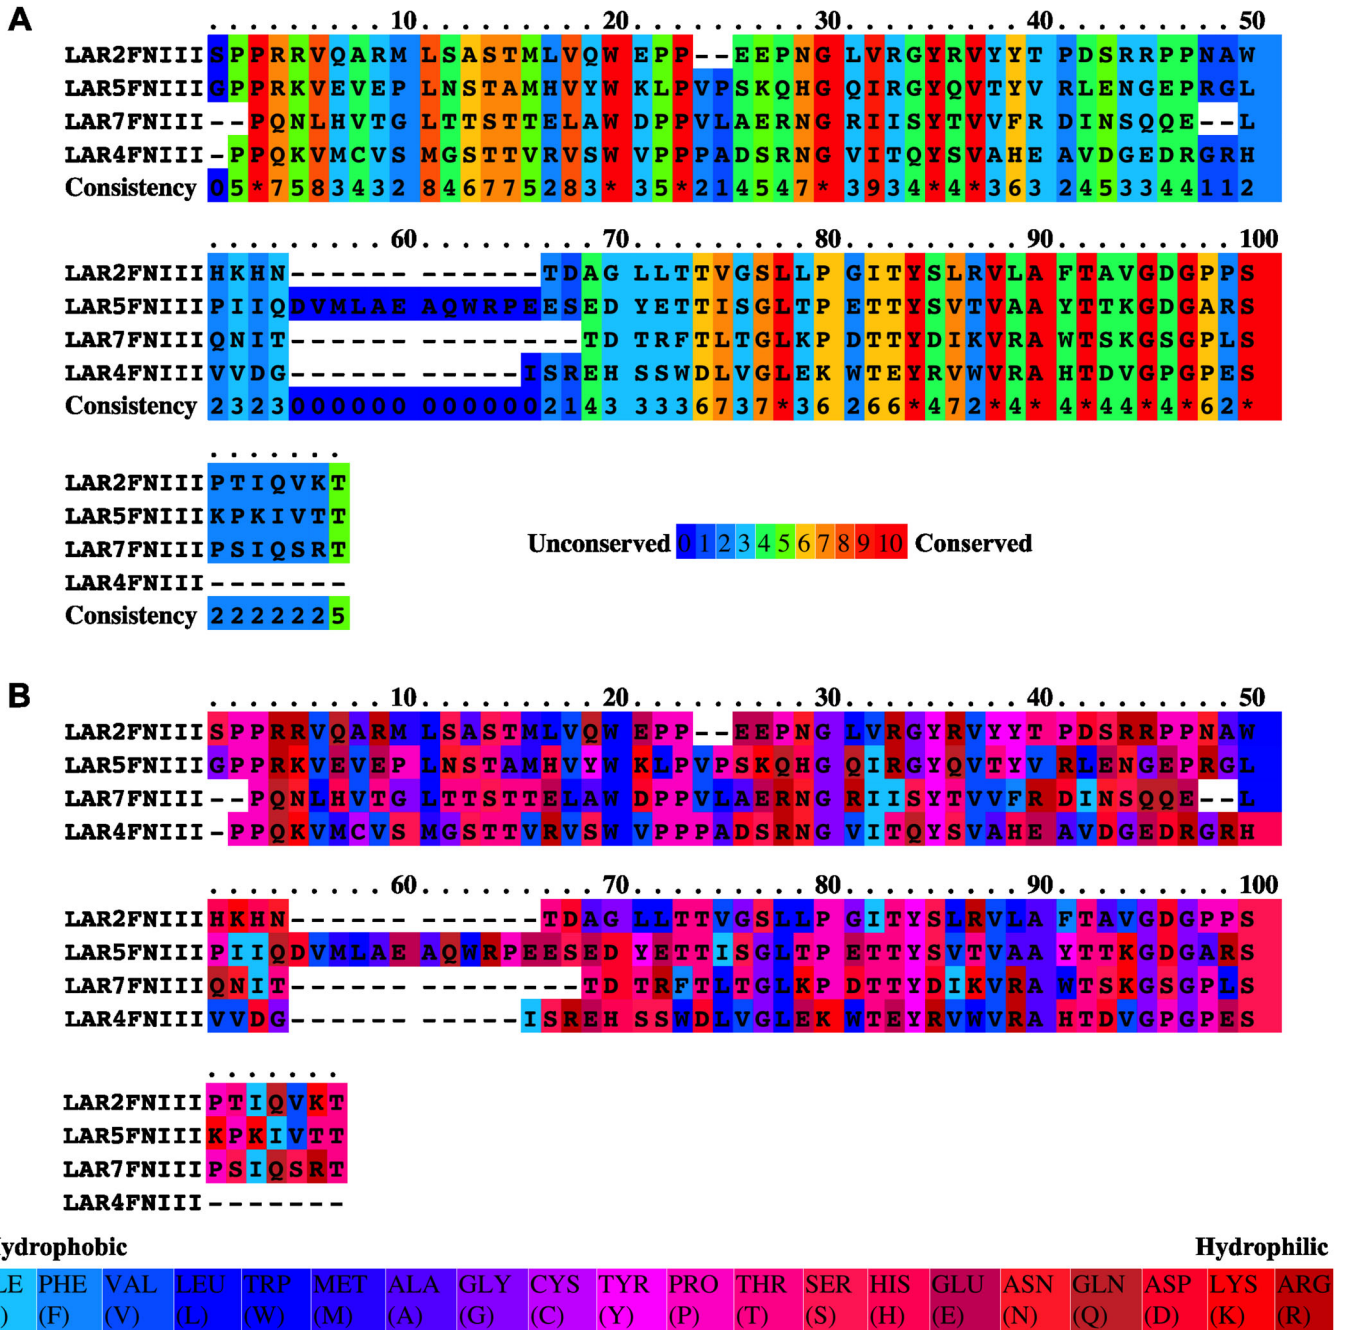 A
. . . . . . . . . 10 . . . . . . . . . 20 . . . . . . . . . 30 . . . . . . . . . 40 . . . . . . . . . 50
LAR2FNIII SPPRRVQARM LSASTMLVQW EPP--EEPNG LVRGYRVYYT PDSRRPPNAW
LAR5FNIII GPPRKVEVEP LNSTAMHVYW KLPVPSKQHG QIRGYQVTYV RLENGEPRGL
LAR7FNIII --PQNLHVTG LTTSTTELAW DPPVLAERNG RIISYTVVFR DINSQQE--L
LAR4FNIII -PPQKVMCVS MGSTTVRVSW VPPPADSRNG VITQYSVAHE AVDGEDRGRH
Consistency 05*7583432 846775283* 35*214547* 3934*4*363 2453344112
. . . . . . . . . 60 . . . . . . . . . 70 . . . . . . . . . 80 . . . . . . . . . 90 . . . . . . . . . 100
LAR2FNIII HKHN------ ------TDAG LLTTVGSLLP GITYSLRVLA FTAVGDGPPS
LAR5FNIII PIIQDVMLAE AQWRPEESED YETTISGLTP ETTYSVTVAA YTTKGDGARS
LAR7FNIII QNIT------ --------TD TRFTLTGLKP DTTYDIKVRA WTSKGSGPLS
LAR4FNIII VVDG------ -----ISREH SSWDLVGLEK WTEYRVWVRA HTDVGPGPES
Consistency 2323000000 0000002143 3336737*36 266*472*4* 4*44*4*62*
. . . . . . .
LAR2FNIII PTIQVKT
LAR5FNIII KPKIVTT
LAR7FNIII PSIQSRT
LAR4FNIII -------
Consistency 2222225
Unconserved 0 1 2 3 4 5 6 7 8 9 10 Conserved
B
. . . . . . . . . 10 . . . . . . . . . 20 . . . . . . . . . 30 . . . . . . . . . 40 . . . . . . . . . 50
LAR2FNIII SPPRRVQARM LSASTMLVQW EPP--EEPNG LVRGYRVYYT PDSRRPPNAW
LAR5FNIII GPPRKVEVEP LNSTAMHVYW KLPVPSKQHG QIRGYQVTYV RLENGEPRGL
LAR7FNIII --PQNLHVTG LTTSTTELAW DPPVLAERNG RIISYTVVFR DINSQQE--L
LAR4FNIII -PPQKVMCVS MGSTTVRVSW VPPPADSRNG VITQYSVAHE AVDGEDRGRH
. . . . . . . . . 60 . . . . . . . . . 70 . . . . . . . . . 80 . . . . . . . . . 90 . . . . . . . . . 100
LAR2FNIII HKHN------ ------TDAG LLTTVGSLLP GITYSLRVLA FTAVGDGPPS
LAR5FNIII PIIQDVMLAE AQWRPEESED YETTISGLTP ETTYSVTVAA YTTKGDGARS
LAR7FNIII QNIT------ --------TD TRFTLTGLKP DTTYDIKVRA WTSKGSGPLS
LAR4FNIII VVDG------ -----ISREH SSWDLVGLEK WTEYRVWVRA HTDVGPGPES
. . . . . . .
LAR2FNIII PTIQVKT
LAR5FNIII KPKIVTT
LAR7FNIII PSIQSRT
LAR4FNIII -------
ydrophobic Hydrophilic
LE PHE VAL LEU TRP MET ALA GLY CYS TYR PRO THR SER HIS GLU ASN GLN ASP LYS ARG
) (F) (V) (L) (W) (M) (A) (G) (C) (Y) (P) (T) (S) (H) (E) (N) (Q) (D) (K) (R)